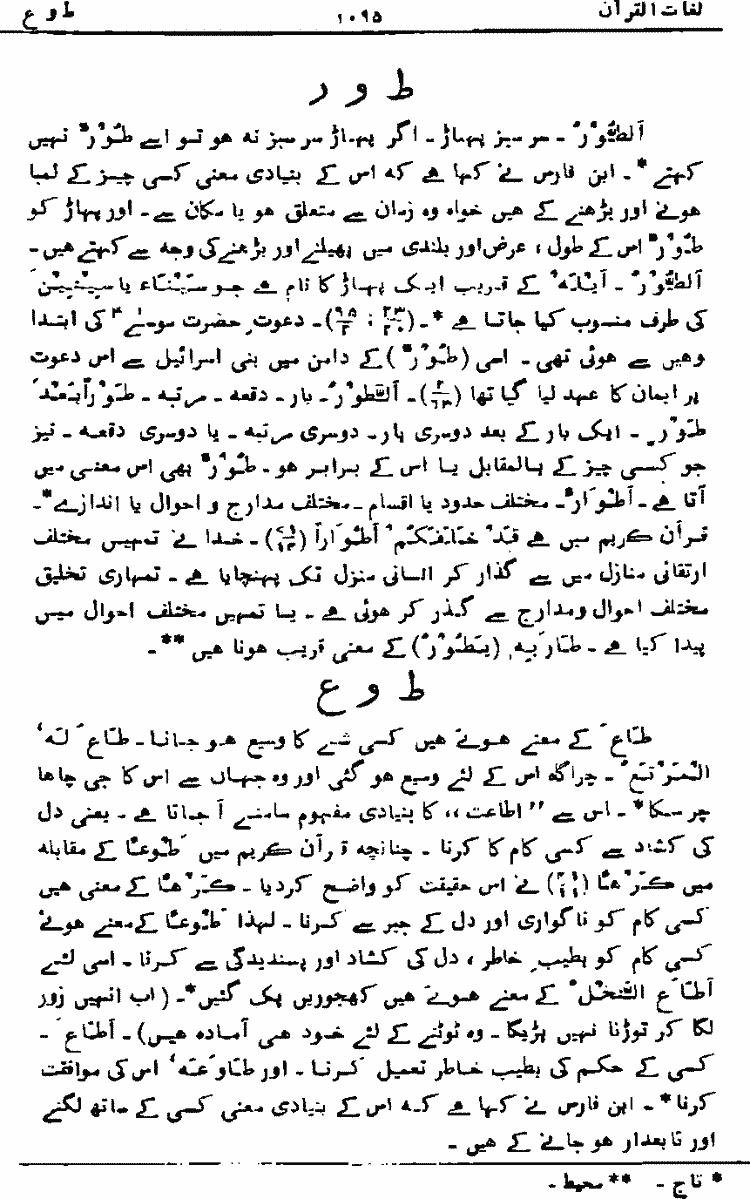 لغات القرآن ۱۰۹۵ ط و ع
ط و ر
اَلطُّوْرُ ۔ سر سبز پہاڑ ۔ اگر پہاڑ سر سبز نہ ہو تو اسے طُوْرٌ نہیں
کہتے * ۔ ابن فارس نے کہا ہے کہ اس کے بنیادی معنی کسی چیز کے لمبا
ہونے اور بڑھنے کے ہیں خواہ وہ زمان سے متعلق ہو یا مکان سے ۔ اور پہاڑ کو
طُوْرٌ اس کے طول ، عرض اور بلندی میں پھیلنے اور بڑھنے کی وجہ سے کہتے ہیں ۔
اَلطُّوْرُ ۔ اَیْلَۃُ کے قریب ایک پہاڑ کا نام ہے جو سَیْنَاءَ یا سِیْنِیْنَ
کی طرف منسوب کیا جاتا ہے * ۔ دعوتِ حضرت موسیٰؑ کی ابتدا
وہیں سے ہوئی تھی ۔ اسی (طُوْرٌ) کے دامن میں بنی اسرائیل سے اس دعوت
پر ایمان کا عہد لیا گیا تھا (۲/۶۳) ۔ اَلطَّوْرُ ۔ بار ۔ دفعہ ۔ مرتبہ ۔ طَوْراً بَعْدَ
طَوْرٍ ۔ ایک بار کے بعد دوسری بار ۔ دوسری مرتبہ ۔ یا دوسری دفعہ ۔ نیز
جو کسی چیز کے بالمقابل یا اس کے برابر ہو ۔ طَوْرٌ بھی اس معنی میں
آتا ہے ۔ اَطْوَارٌ ۔ مختلف حدود یا اقسام ۔ مختلف مدارج و احوال یا اندازے * ۔
قرآن کریم میں ہے قَدْ خَلَقَکُمْ اَطْوَاراً (۷۱/۱۴) ۔ خدا نے تمہیں مختلف
ارتقائی منازل میں سے گذار کر انسانی منزل تک پہنچایا ہے ۔ تمہاری تخلیق
مختلف احوال و مدارج سے گذر کر ہوئی ہے ۔ یا تمہیں مختلف احوال میں
پیدا کیا ہے ۔ طَارَ بِہٖ (یَطُوْرُ) کے معنی قریب ہونا ہیں ** ۔
ط و ع
طَاعَ کے معنے ہوتے ہیں کسی شے کا وسیع ہو جانا ۔ طَاعَ لَہُ
الْمَرْتَعُ ۔ چراگاہ اس کے لئے وسیع ہو گئی اور وہ جہاں سے اس کا جی چاہا
چر سکا * ۔ اس سے ’’اطاعت‘‘ کا بنیادی مفہوم سامنے آ جاتا ہے ۔ یعنی دل
کی کشاد سے کسی کام کا کرنا ۔ چنانچہ قرآن کریم میں طَوْعاً کے مقابلہ
میں کَرْھاً (۴۱/۱۱) نے اس حقیقت کو واضح کر دیا ۔ کَرْھاً کے معنی ہیں
کسی کام کو ناگواری اور دل کے جبر سے کرنا ۔ لہذا طَوْعاً کے معنے ہوئے
کسی کام کو بطیبِ خاطر ، دل کی کشاد اور پسندیدگی سے کرنا ۔ اسی لئے
اَطَاعَ النَّخْلُ کے معنے ہوتے ہیں کھجوریں پک گئیں * ۔ ( اب انہیں زور
لگا کر توڑنا نہیں پڑیگا ۔ وہ ٹوٹنے کے لئے خود ہی آمادہ ہیں) ۔ اَطَاعَ ۔
کسی کے حکم کی بطیب خاطر تعمیل کرنا ۔ اور طَاوَعَہُ اس کی موافقت
کرنا * ۔ ابن فارس نے کہا ہے کہ اس کے بنیادی معنی کسی کے ساتھ لگنے
اور تابعدار ہو جانے کے ہیں ۔
* تاج ۔ ** محیط ۔